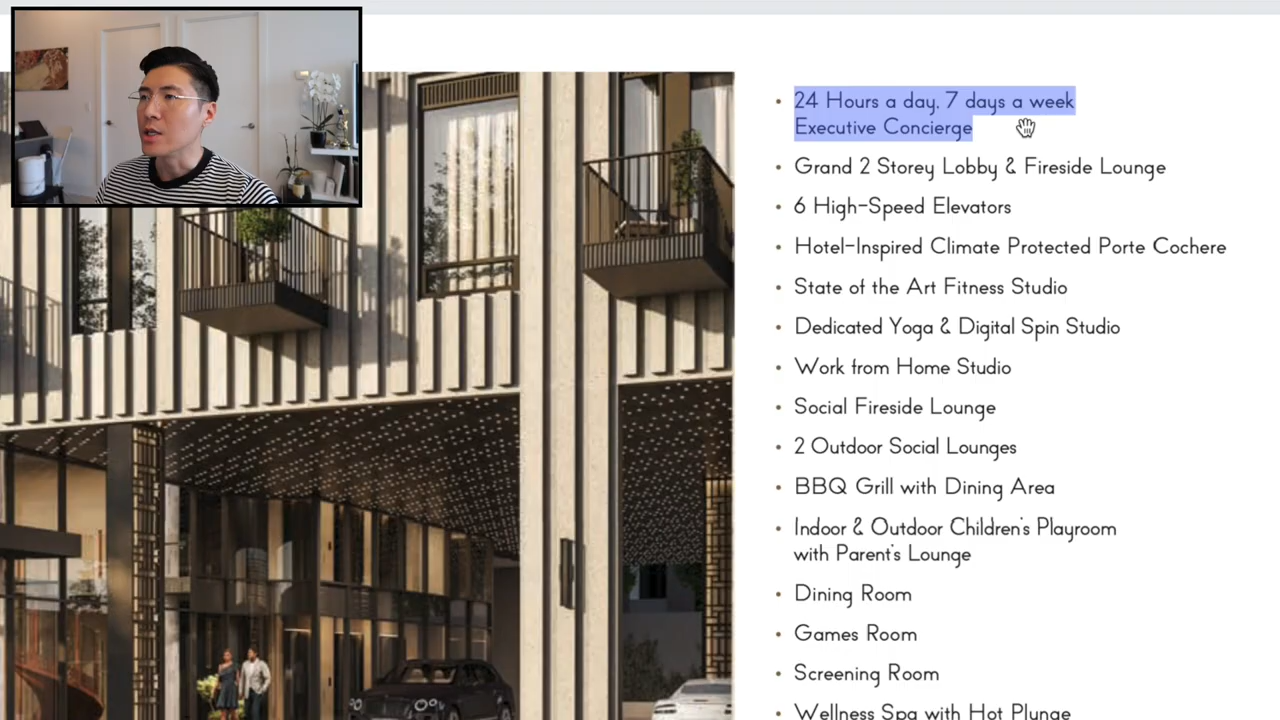 24 Hours a day, 7 days a week
Executive Concierge
Grand 2 Storey Lobby & Fireside Lounge
6 High-Speed Elevators
Hotel-Inspired Climate Protected Porte Cochere
State of the Art Fitness Studio
Dedicated Yoga & Digital Spin Studio
Work from Home Studio
Social Fireside Lounge
2 Outdoor Social Lounges
BBQ Grill with Dining Area
Indoor & Outdoor Children's Playroom
with Parent's Lounge
Dining Room
Games Room
Screening Room
Wellness Spa with Hot Plunge